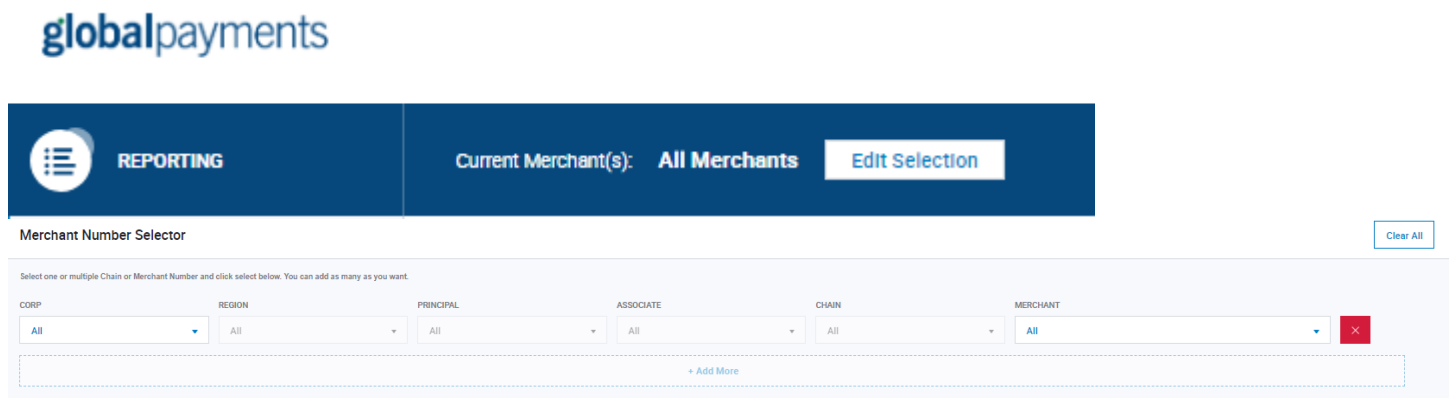 globalpayments
REPORTING
Current Merchant(s): All Merchants
Edit Selection
Merchant Number Selector
Clear All
Select one or multiple Chain or Merchant Number and click select below. You can add as many as you want.
CORP REGION PRINCIPAL ASSOCIATE CHAIN MERCHANT
All All All All All All
+ Add More